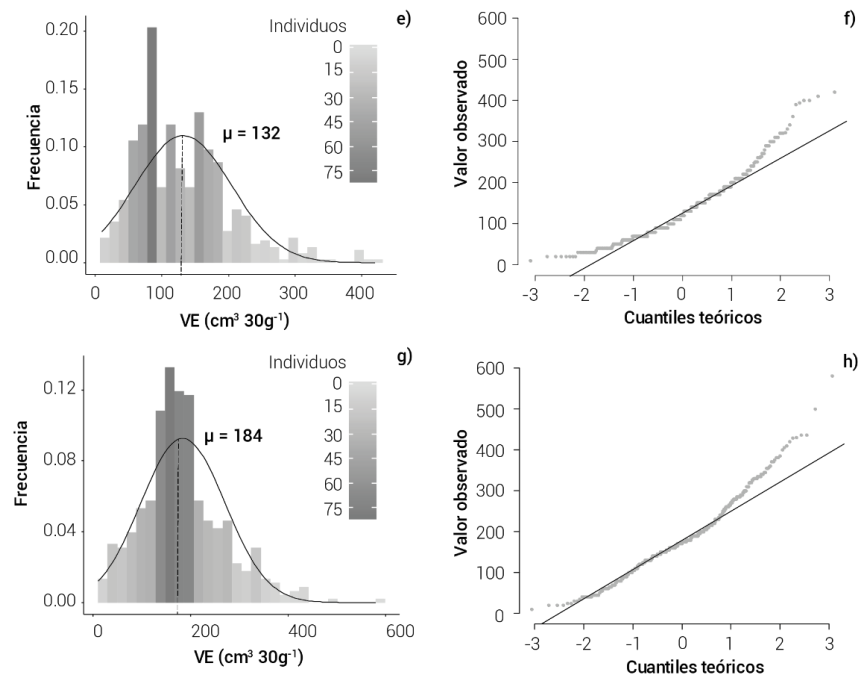 e)
Individuos
0
15
30
45
60
75
Frecuencia
0.20
0.15
0.10
0.05
0.00
μ = 132
0 100 200 300 400
VE (cm³ 30g⁻¹)
f)
Valor observado
600
500
400
300
200
100
0
-3 -2 -1 0 1 2 3
Cuantiles teóricos
g)
Individuos
0
15
30
45
60
75
Frecuencia
0.12
0.08
0.04
0.00
μ = 184
0 200 400 600
VE (cm³ 30g⁻¹)
h)
Valor observado
600
500
400
300
200
100
0
-3 -2 -1 0 1 2 3
Cuantiles teóricos